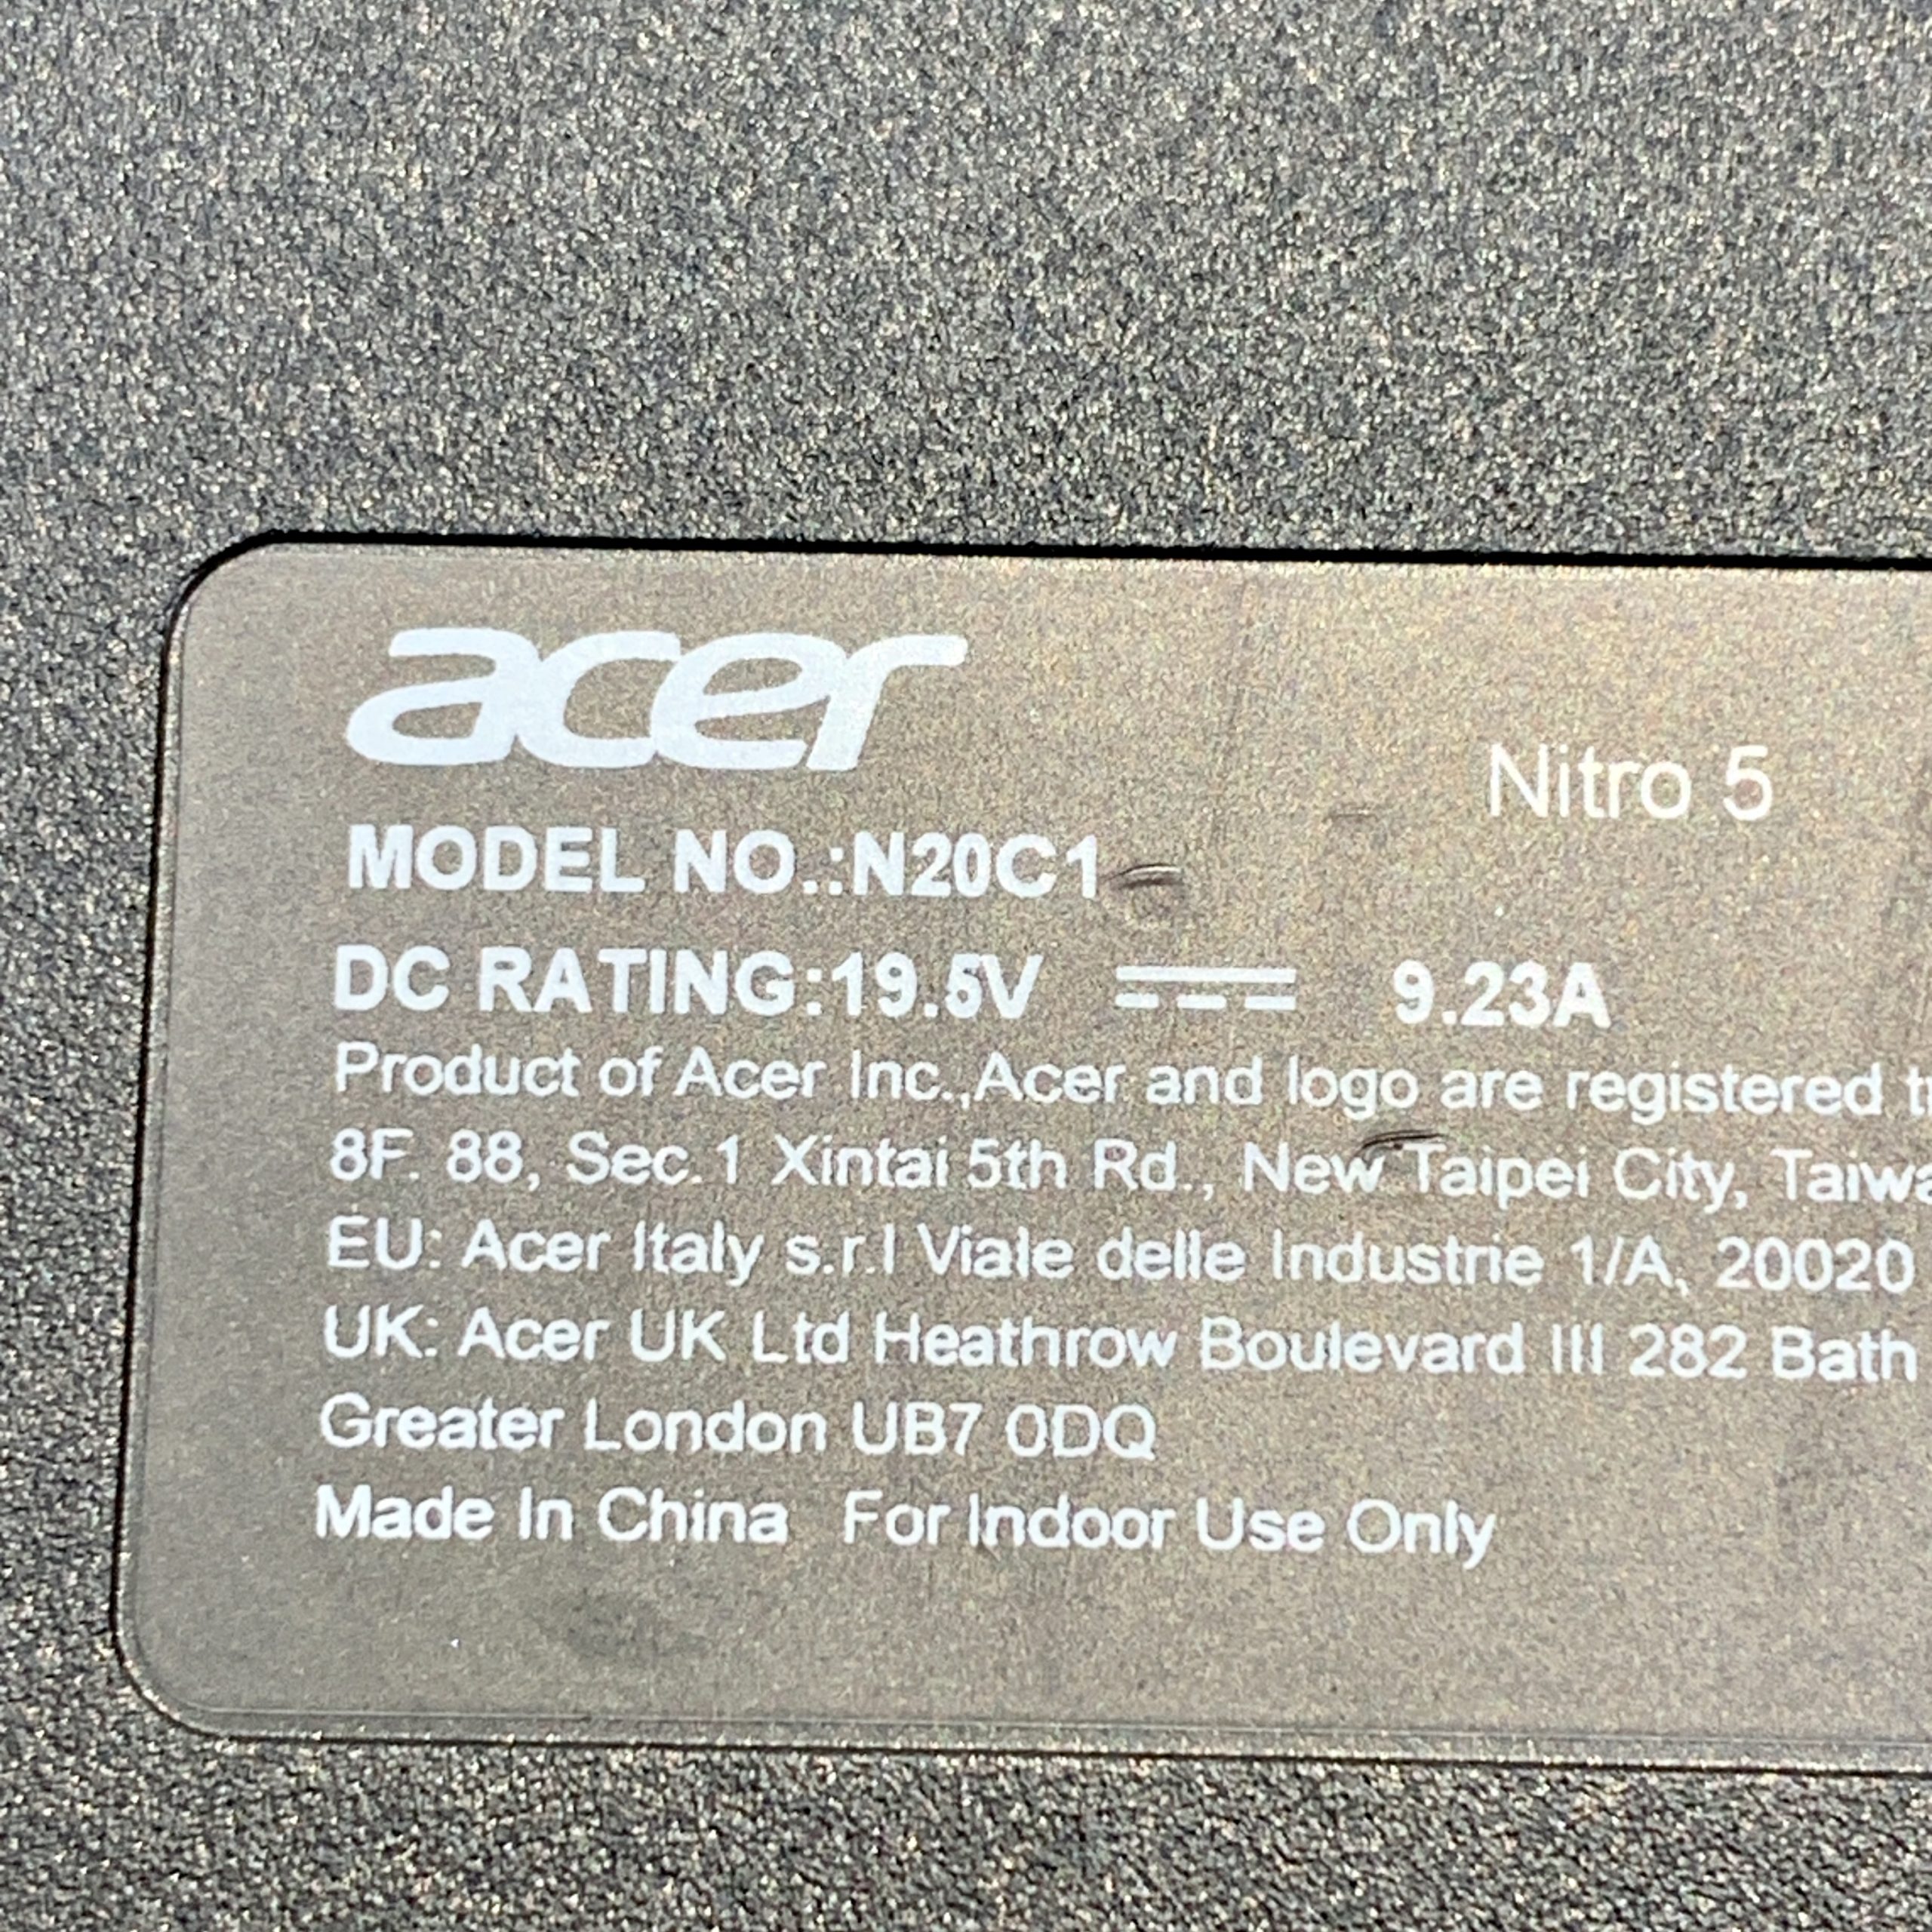 acer
Nitro 5
MODEL NO.:N20C1
DC RATING:19.5V ⎓ 9.23A
Product of Acer Inc.,Acer and logo are registered
8F. 88, Sec.1 Xintai 5th Rd., New Taipei City,
EU: Acer Italy s.r.l Viale delle Industrie 1/A, 20020
UK: Acer UK Ltd Heathrow Boulevard III 282 Bath
Greater London UB7 0DQ
Made In China For Indoor Use Only